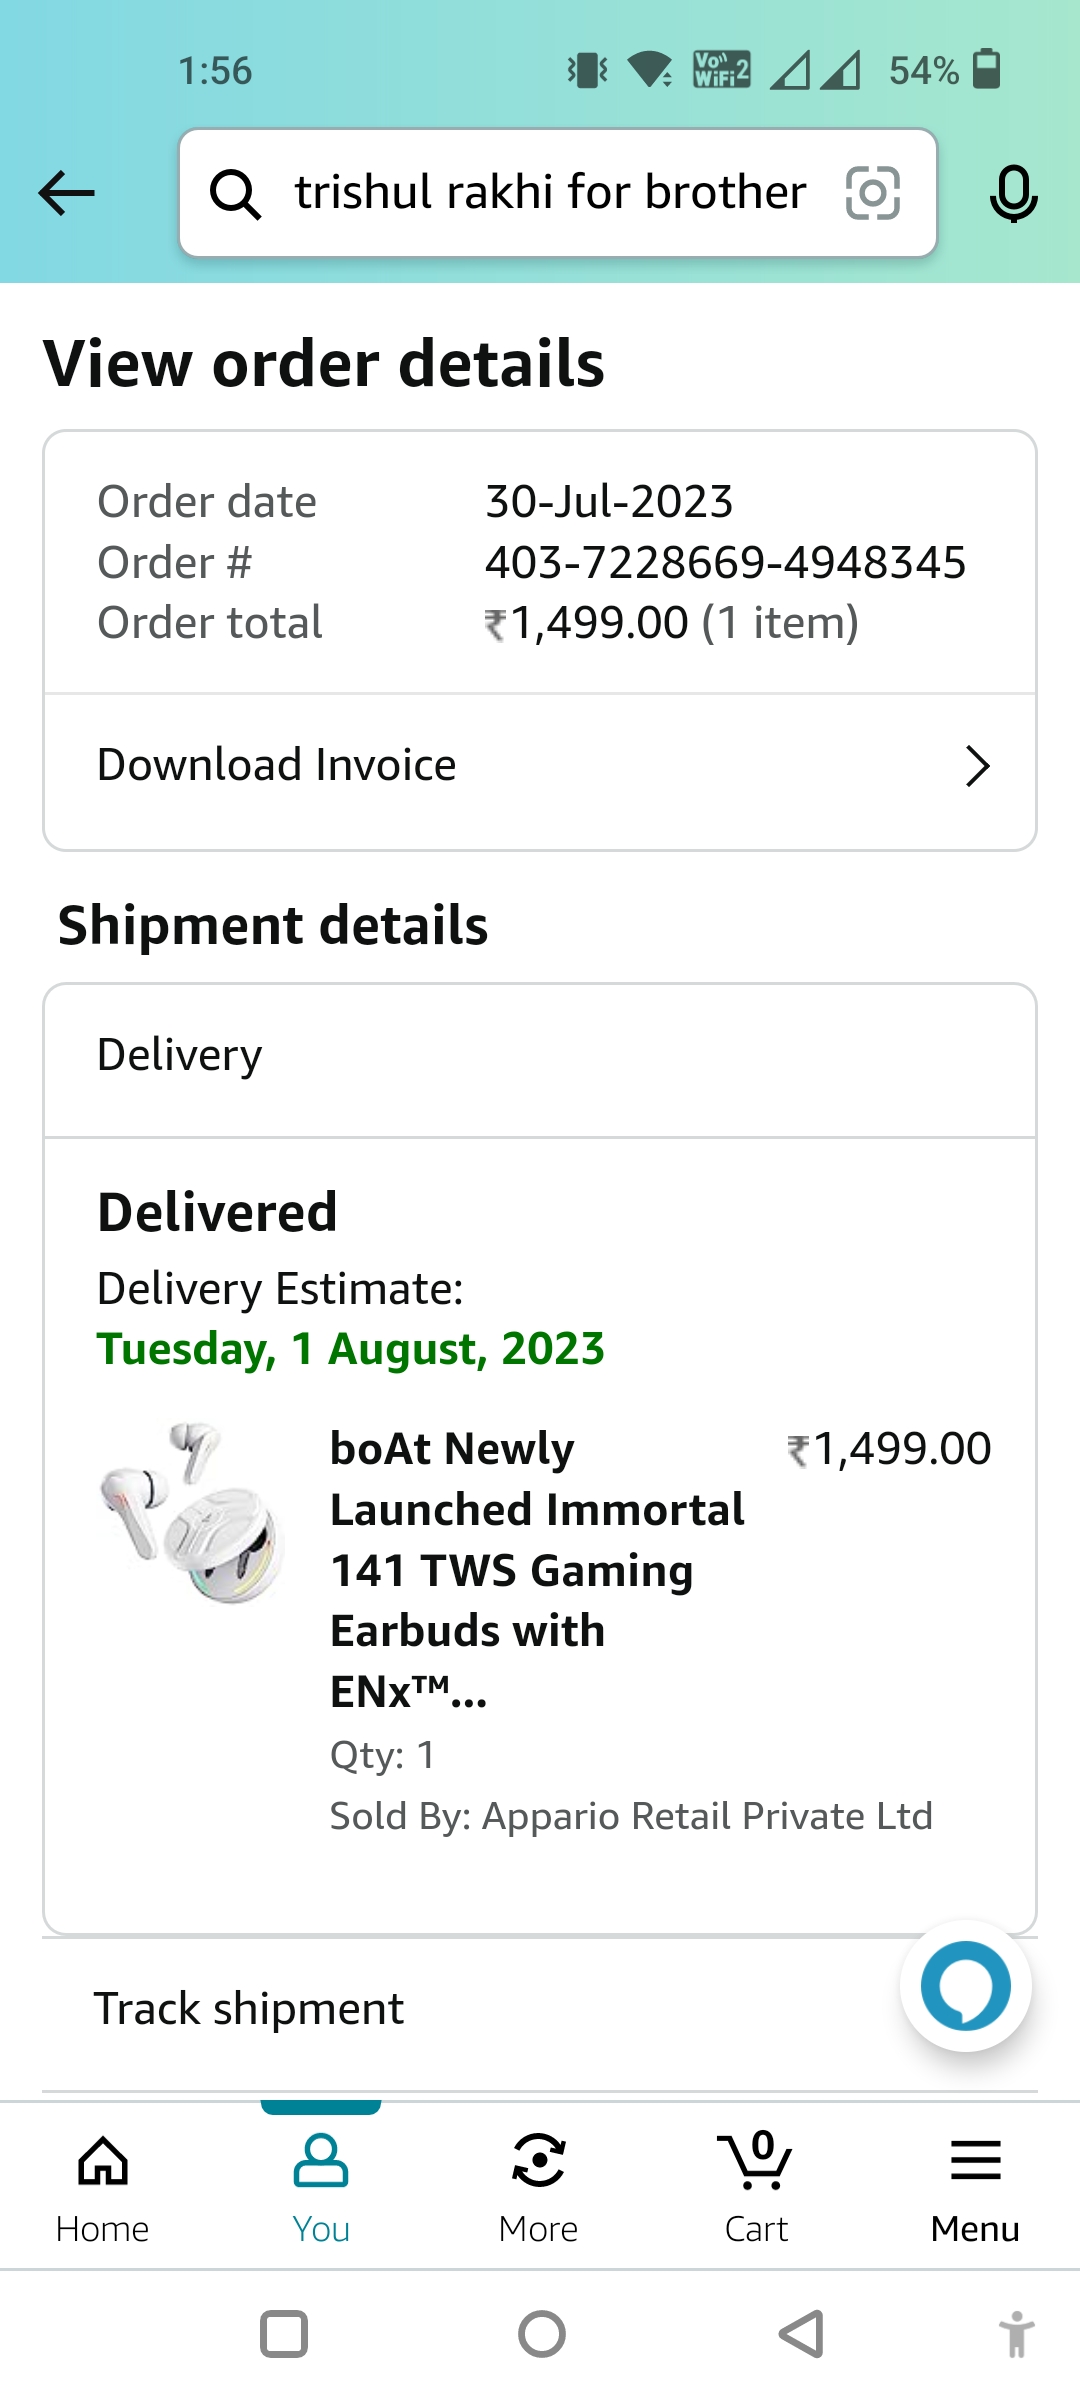 1:56
Vo)) WiFi 2
54%
trishul rakhi for brother
View order details
Order date 30-Jul-2023
Order # 403-7228669-4948345
Order total ₹1,499.00 (1 item)
Download Invoice
Shipment details
Delivery
Delivered
Delivery Estimate:
Tuesday, 1 August, 2023
boAt Newly ₹1,499.00
Launched Immortal
141 TWS Gaming
Earbuds with
ENx™...
Qty: 1
Sold By: Appario Retail Private Ltd
Track shipment
0
Home You More Cart Menu